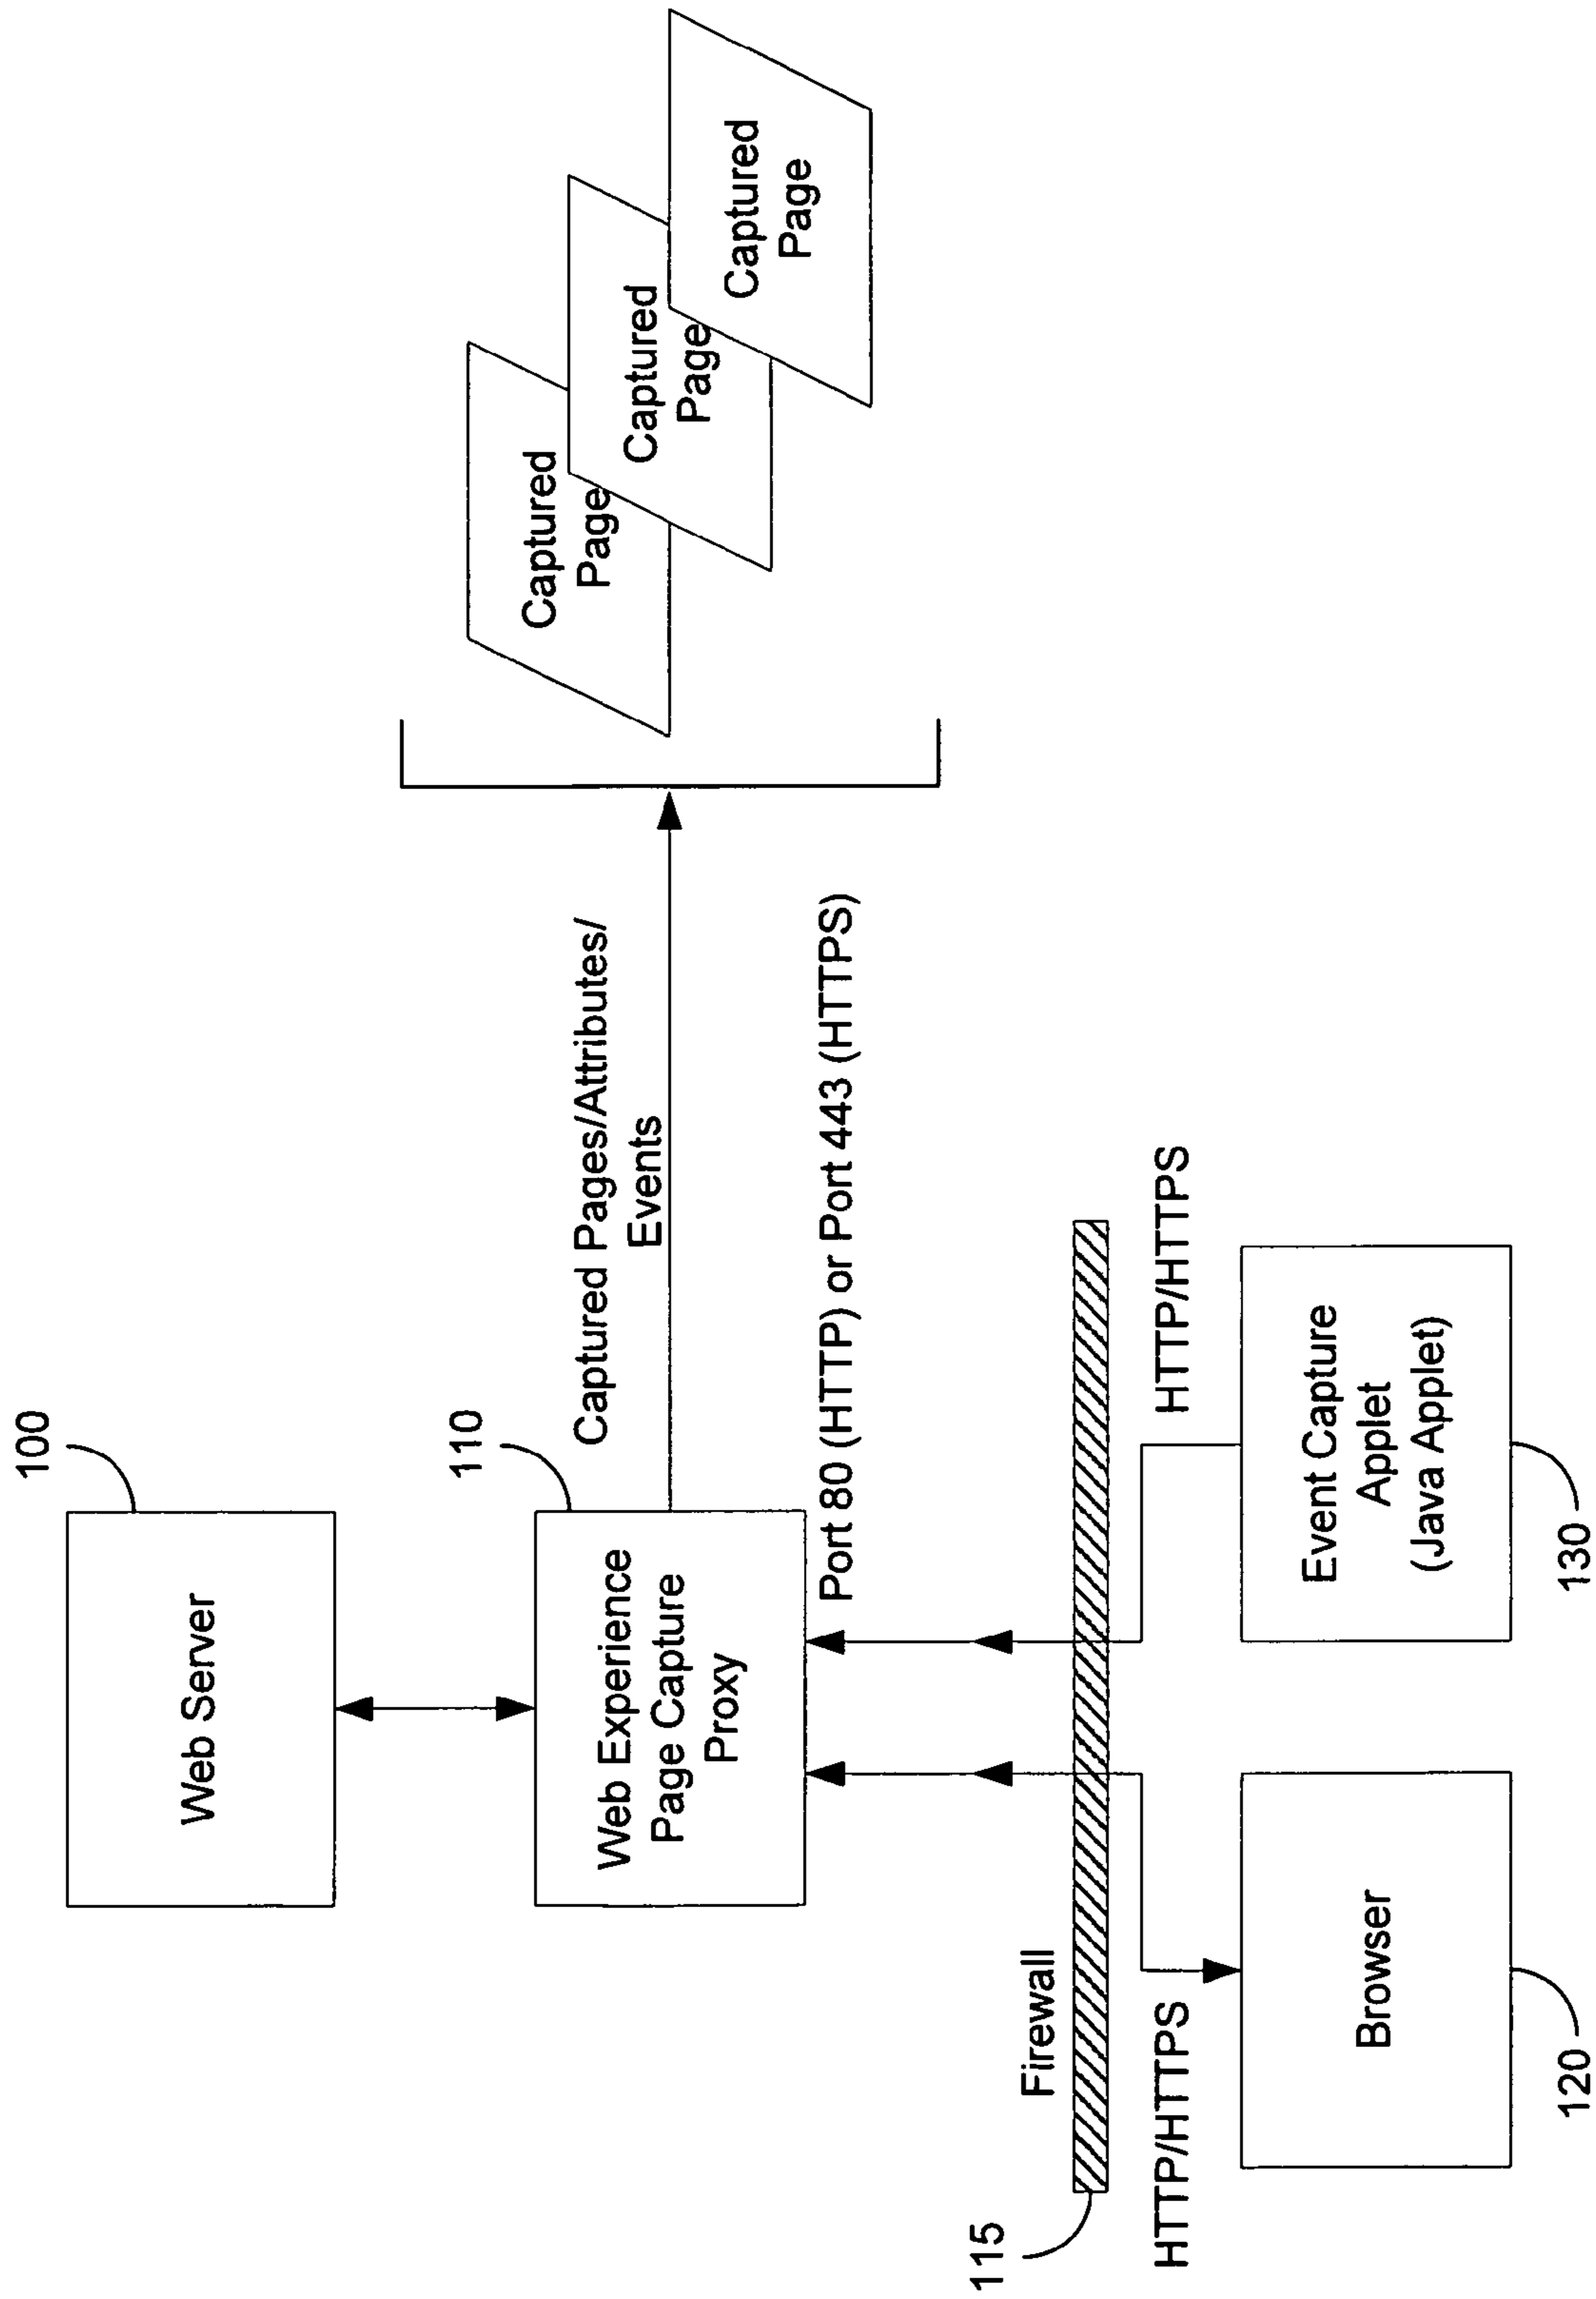 100
Web Server
110
Web Experience
Page Capture
Proxy
Captured Pages/Attributes/
Events
Captured
Page
Captured
Page
Captured
Page
Port 80 (HTTP) or Port 443 (HTTPS)
Firewall
115
HTTP/HTTPS
HTTP/HTTPS
Browser
120
Event Capture
Applet
(Java Applet)
130